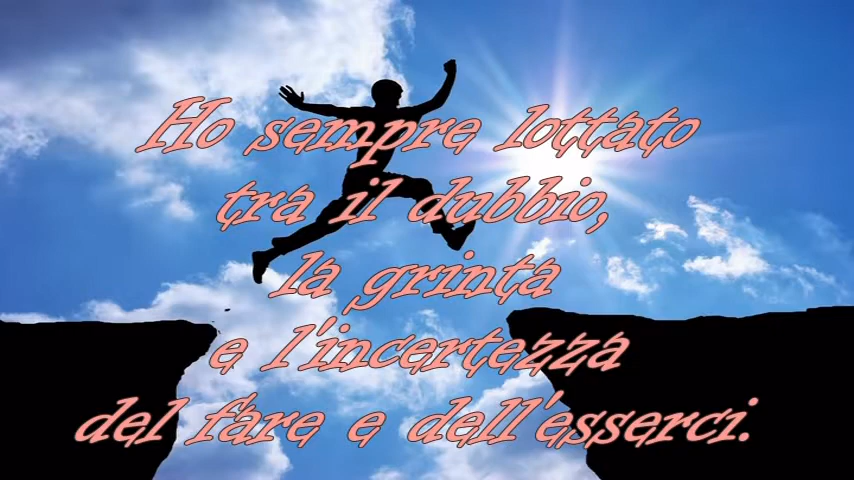 Ho sempre lottato
tra il dubbio,
la grinta
e l'incertezza
del fare e dell'esserci.